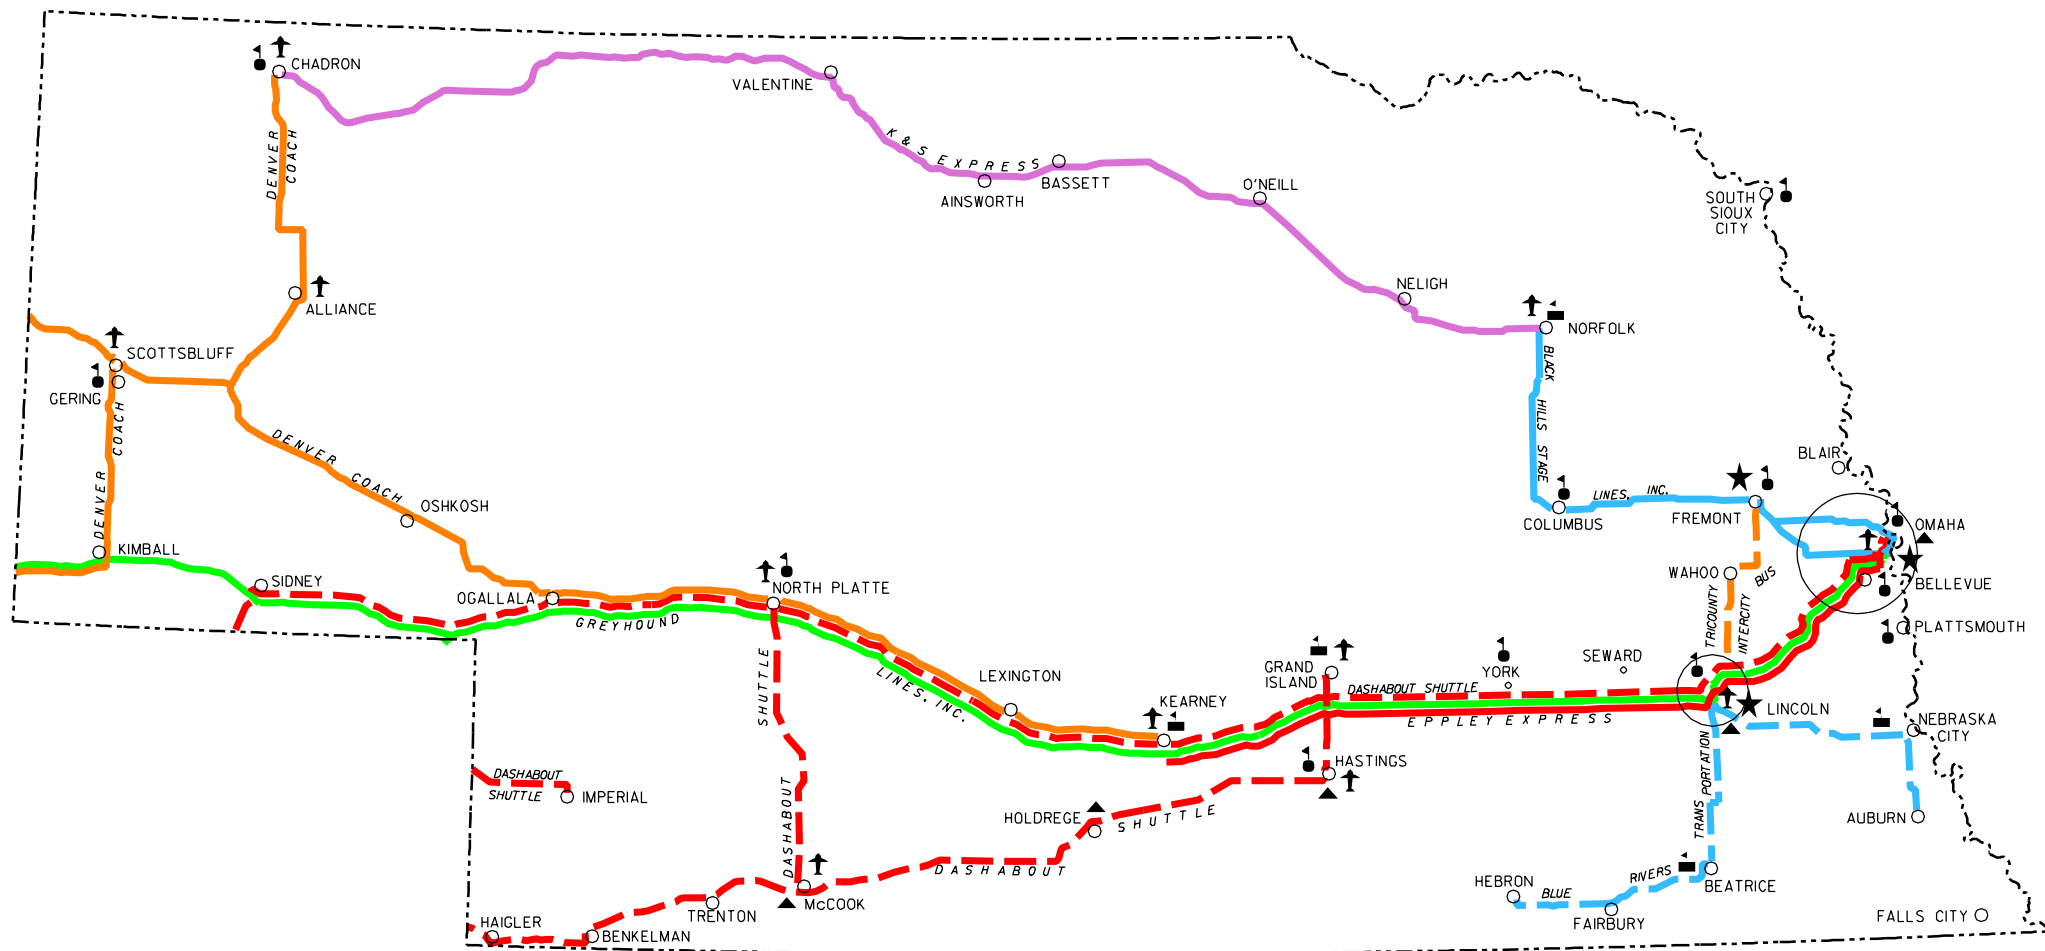 CHADRON
VALENTINE
DENVER
COACH
K & S EXPRESS
BASSETT
AINSWORTH
O'NEILL
SOUTH
SIOUX
CITY
NELIGH
ALLIANCE
NORFOLK
SCOTTSBLUFF
GERING
BLACK
HILLS
STAGE
LINES, INC.
DENVER
COACH
DENVER COACH
OSHKOSH
BLAIR
COLUMBUS
FREMONT
OMAHA
KIMBALL
SIDNEY
OGALLALA
NORTH PLATTE
GREYHOUND
LINES, INC.
WAHOO
TRICOUNTY
INTERCITY
BUS
BELLEVUE
PLATTSMOUTH
SHUTTLE
DASHABOUT
LEXINGTON
KEARNEY
GRAND
ISLAND
DASHABOUT SHUTTLE
YORK
SEWARD
EPPLEY EXPRESS
LINCOLN
NEBRASKA
CITY
HASTINGS
DASHABOUT
SHUTTLE
IMPERIAL
HOLDREGE
SHUTTLE
DASHABOUT
TRANSPORTATION
AUBURN
McCOOK
TRENTON
HAIGLER
BENKELMAN
HEBRON
BLUE
RIVERS
BEATRICE
FAIRBURY
FALLS CITY